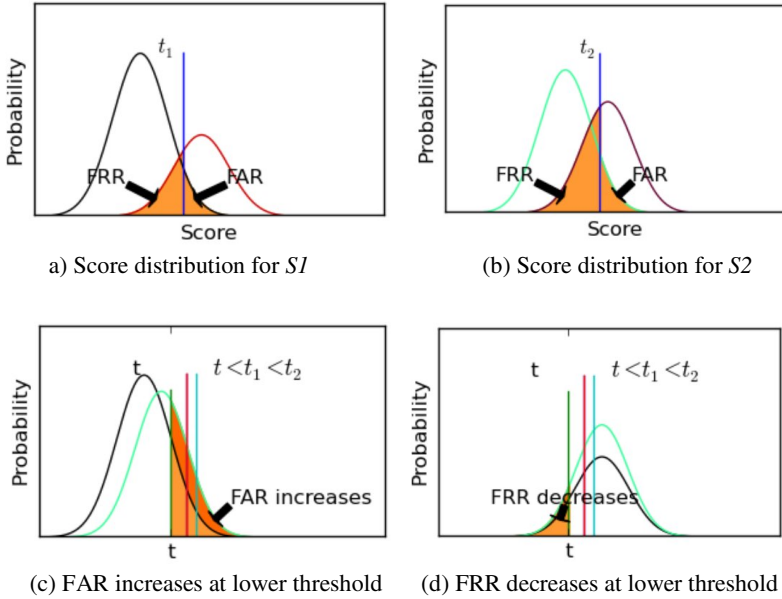 t₁
Probability
FRR
FAR
Score
a) Score distribution for S1
t₂
Probability
FRR
FAR
Score
(b) Score distribution for S2
t
t<t₁<t₂
Probability
FAR increases
t
(c) FAR increases at lower threshold
t
t<t₁<t₂
Probability
FRR decreases
t
(d) FRR decreases at lower threshold